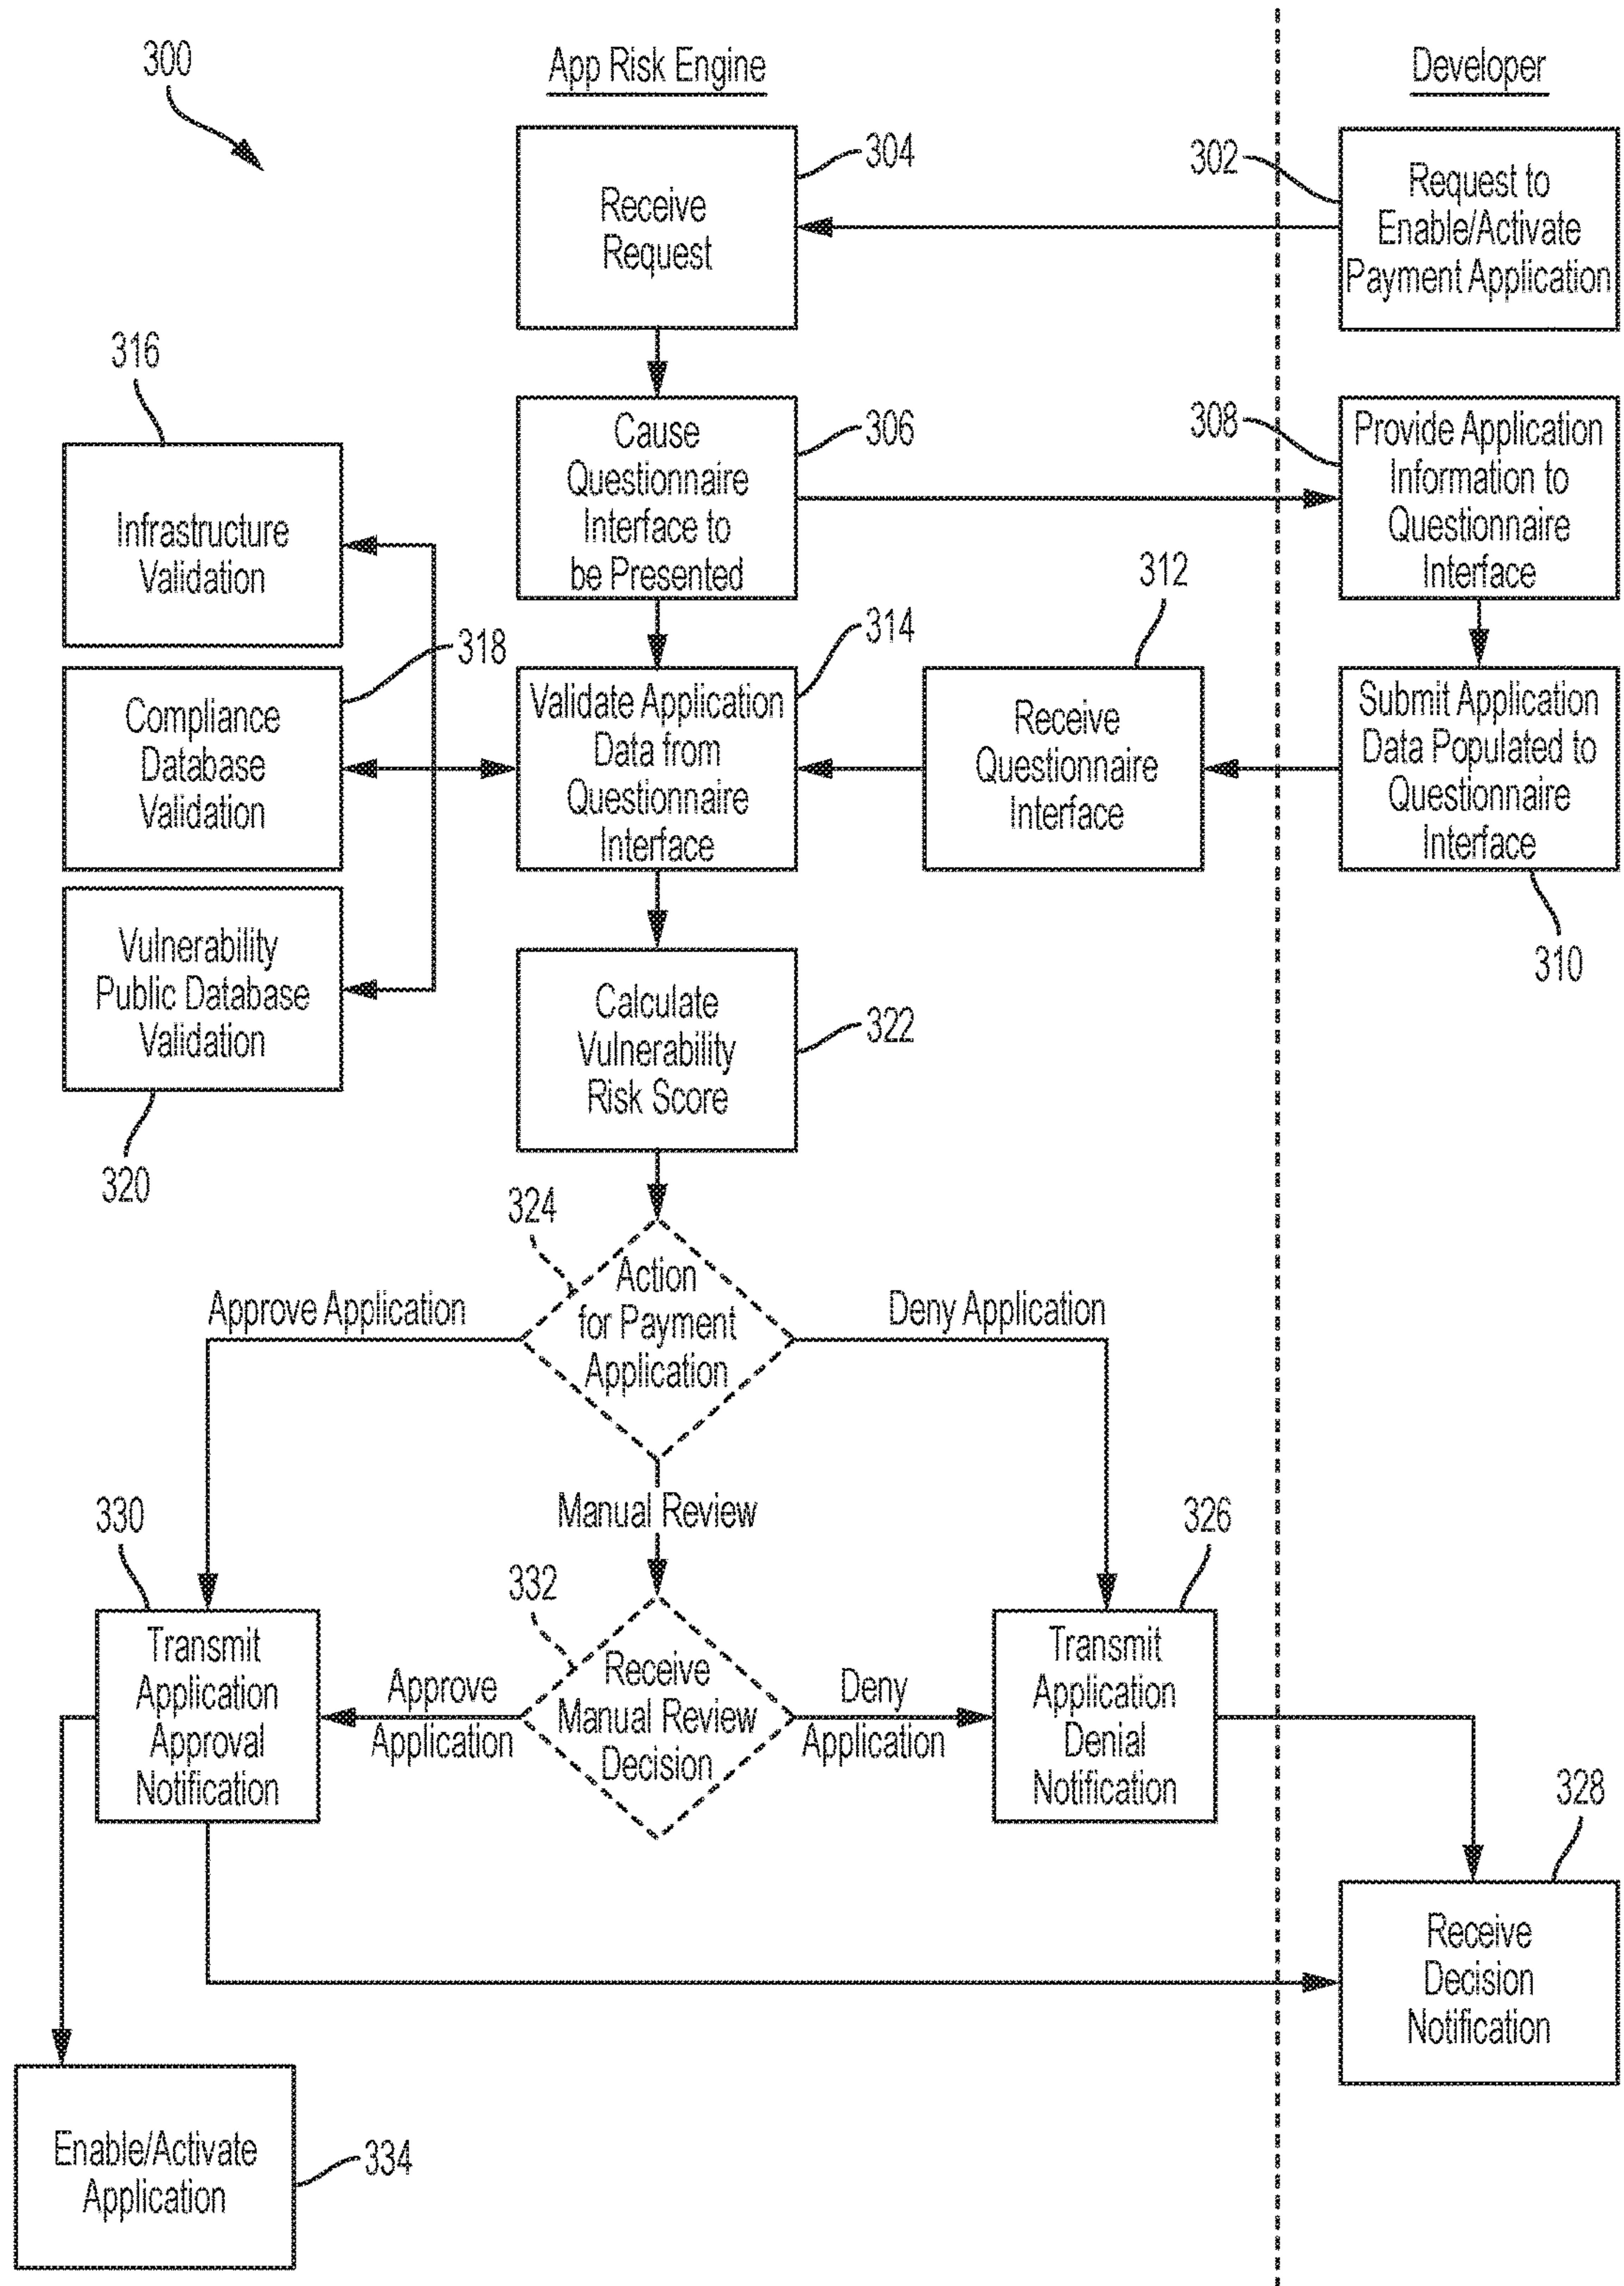 300
App Risk Engine
Developer
304
Receive
Request
302
Request to
Enable/Activate
Payment Application
316
Infrastructure
Validation
306
Cause
Questionnaire
Interface to
be Presented
308
Provide Application
Information to
Questionnaire
Interface
318
Compliance
Database
Validation
314
Validate Application
Data from
Questionnaire
Interface
312
Receive
Questionnaire
Interface
Submit Application
Data Populated to
Questionnaire
Interface
310
Vulnerability
Public Database
Validation
320
Calculate
Vulnerability
Risk Score
322
324
Action
for Payment
Application
Approve Application
Deny Application
Manual Review
330
Transmit
Application
Approval
Notification
332
Receive
Manual Review
Decision
Approve
Application
Deny
Application
326
Transmit
Application
Denial
Notification
328
Receive
Decision
Notification
Enable/Activate
Application
334